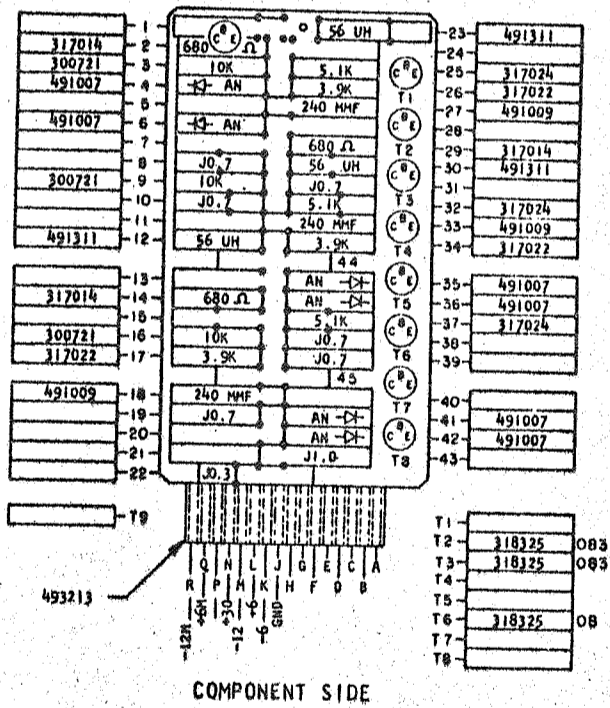 1
317014 2
300721 3
491007 4
5
491007 6
7
8
300721 9
10
11
491311 12
13
317014 14
15
300721 16
317022 17
491009 18
19
20
21
22
T9
493213
680 Ω
10K
AN
AN
J0.7
10K
J0.7
56 UH
680 Ω
10K
3.9K
240 MMF
J0.7
J0.3
56 UH
5.1K
3.9K
240 MMF
680 Ω
56 UH
J0.7
5.1K
240 MMF
3.9K
44
AN
AN
5.1K
J0.7
J0.7
45
AN
AN
J1.0
C B E
C B E
T1
C B E
T2
C B E
T3
C B E
T4
C B E
T5
C B E
T6
C B E
T7
C B E
T8
23 491311
24
25 317024
26 317022
27 491009
28
29 317014
30 491311
31
32 317024
33 491009
34 317022
35 491007
36 491007
37 317024
38
39
40
41 491007
42 491007
43
R Q P N M L K J H G F E D C B A
-12M +6M +30 -12 +6 -6 GND
T1
T2 318325 083
T3 318325 083
T4
T5
T6 318325 08
T7
T8
COMPONENT SIDE